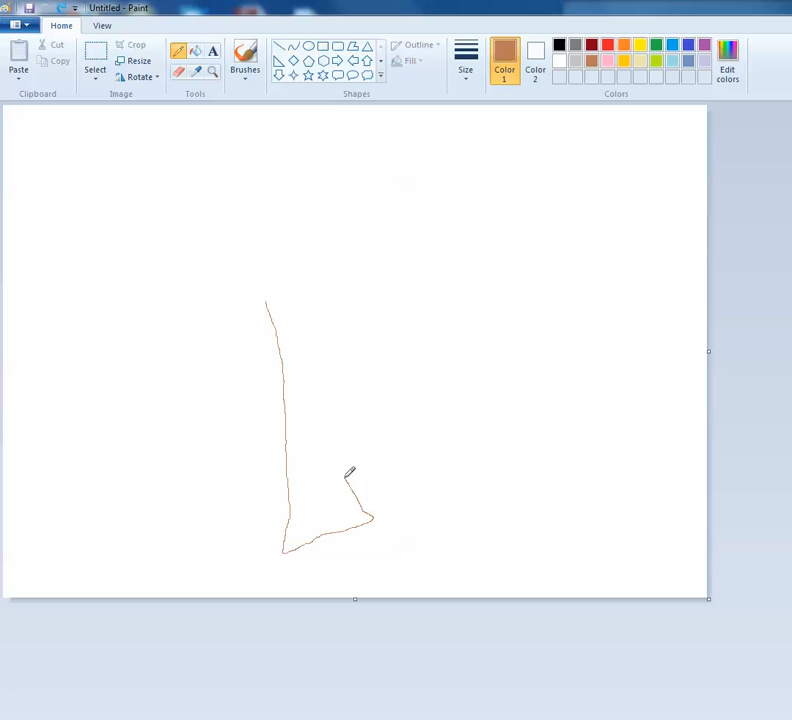 Untitled - Paint
Home View
Paste Cut Copy Select Crop Resize Rotate A Brushes Outline Fill Size Color 1 Color 2 Edit colors
Clipboard Image Tools Shapes Colors